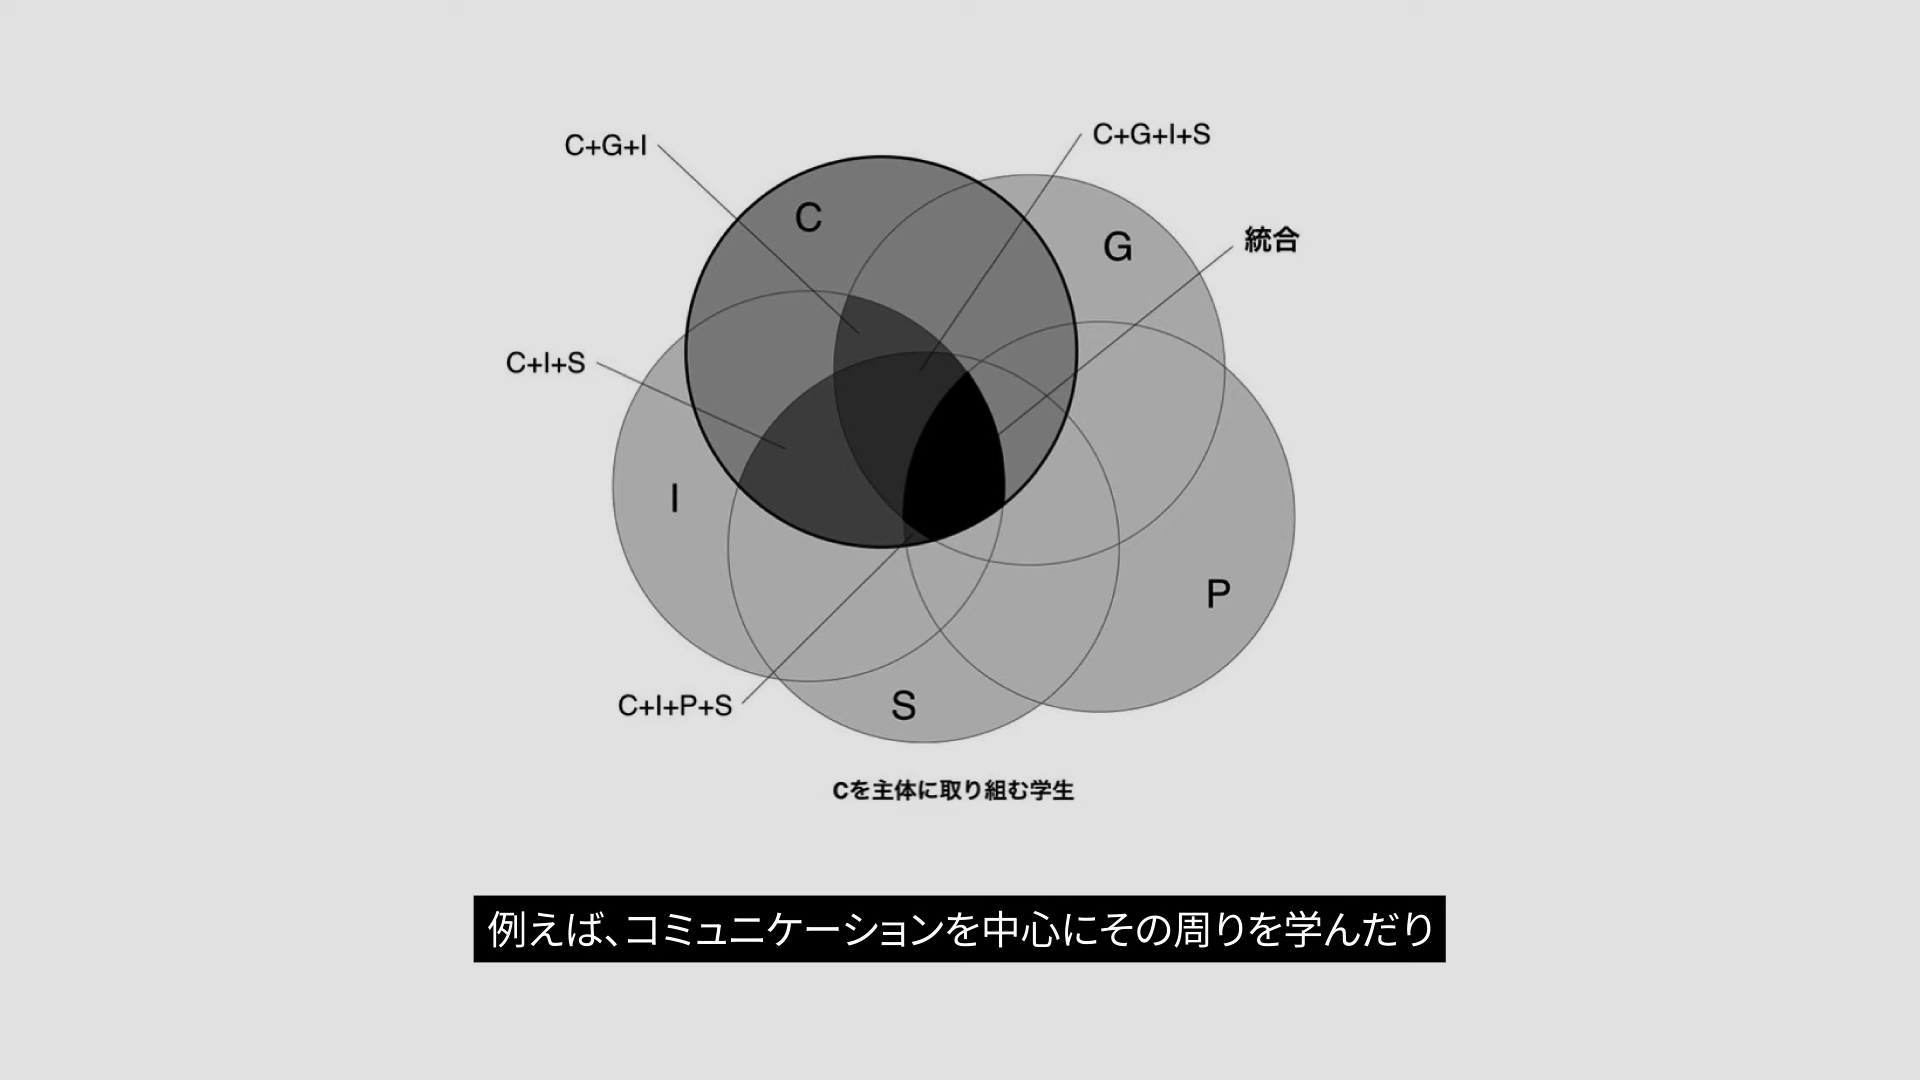 C+G+I
C+G+I+S
C
G
統合
C+I+S
I
P
C+I+P+S
S
Cを主体に取り組む学生
例えば、コミュニケーションを中心にその周りを学んだり